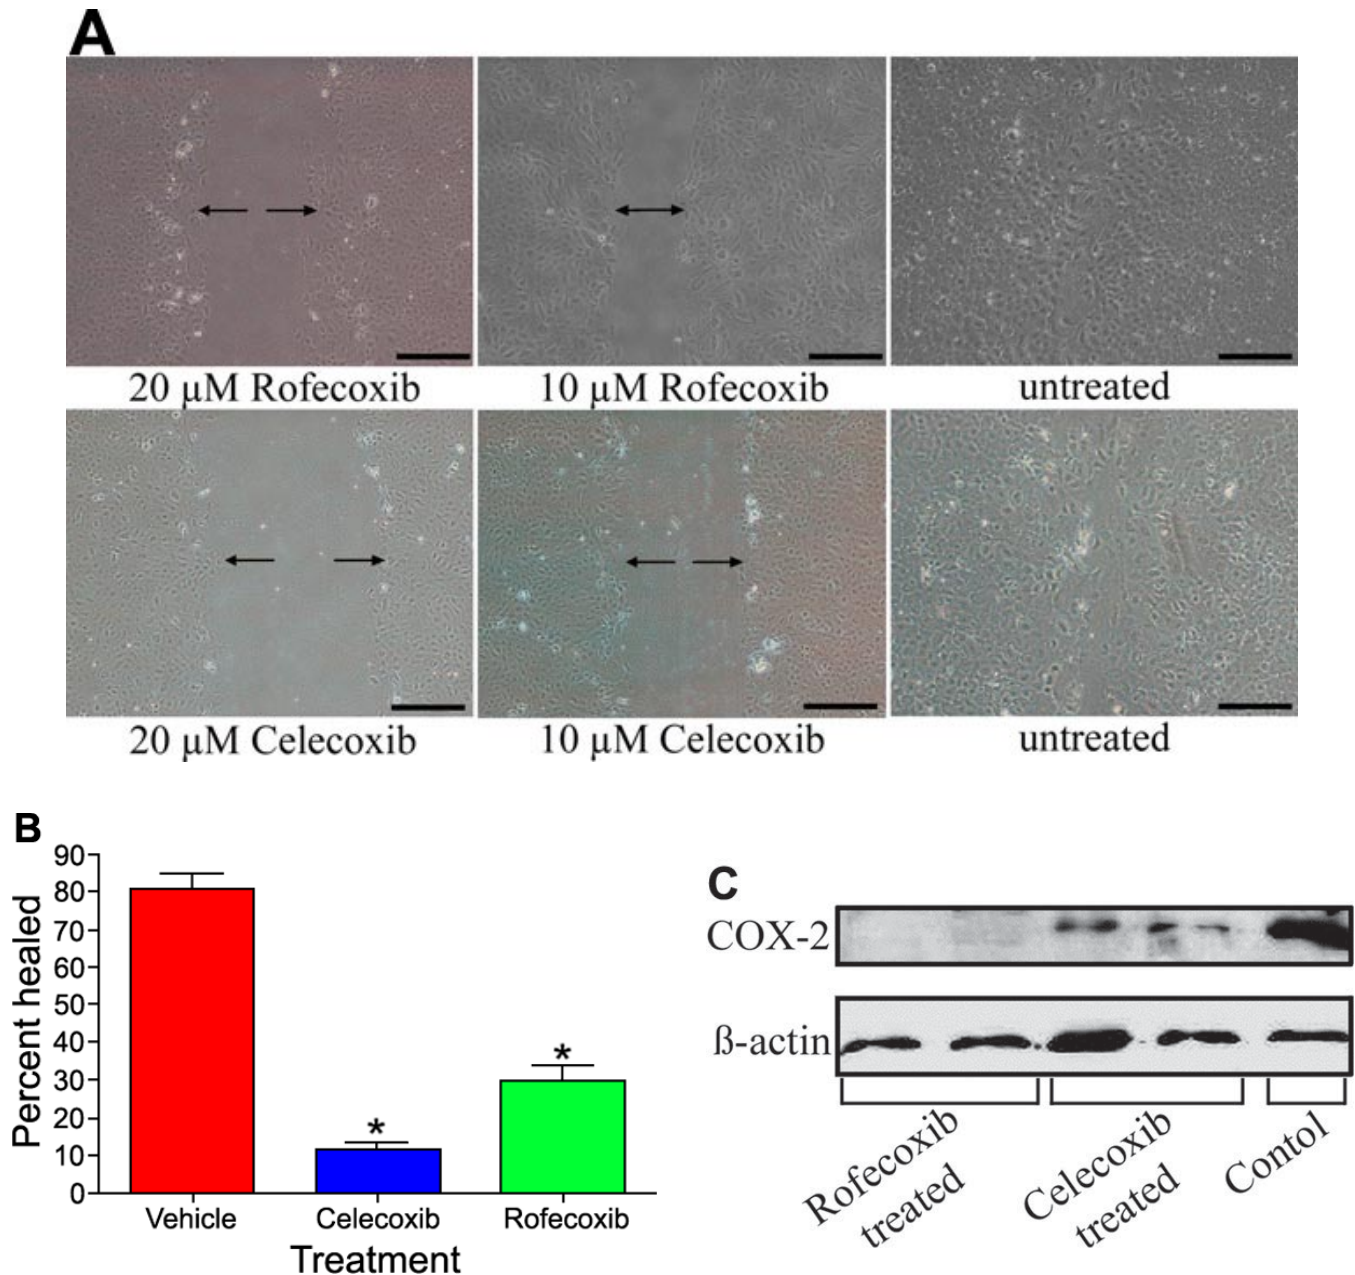 A
20 µM Rofecoxib
10 µM Rofecoxib
untreated
20 µM Celecoxib
10 µM Celecoxib
untreated
B
Percent healed
90
80
70
60
50
40
30
20
10
0
*
*
Vehicle
Celecoxib
Rofecoxib
Treatment
C
COX-2
ß-actin
Rofecoxib
treated
Celecoxib
treated
Contol